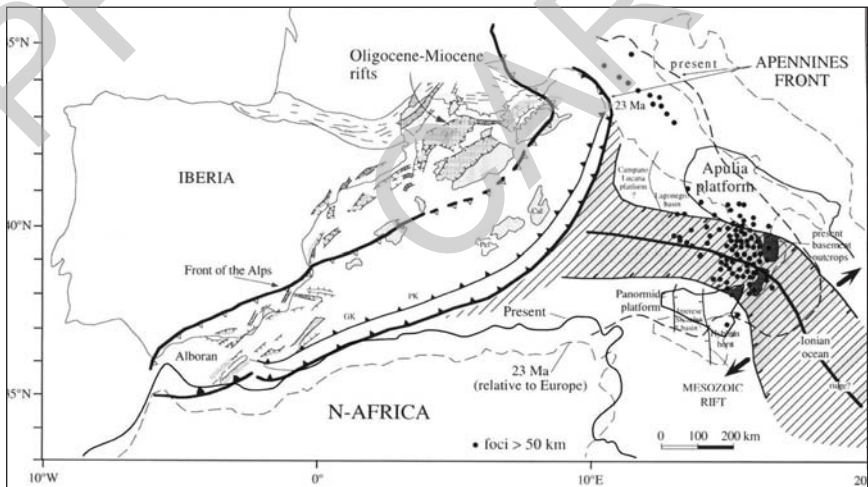 45°N
Oligocene-Miocene
rifts
present
APENNINES
FRONT
23 Ma
IBERIA
Apulia
platform
Campano
Lucana
platform
?
Lagonegro
basin
40°N
Cal
present
basement
outcrops
Front of the Alps
PK
GK
Present
Panormide
platform
Alboran
Ionian
ocean
35°N
23 Ma
(relative to Europe)
MESOZOIC
RIFT
N-AFRICA
foci > 50 km
0 100 200 km
10°W
0°
10°E
20